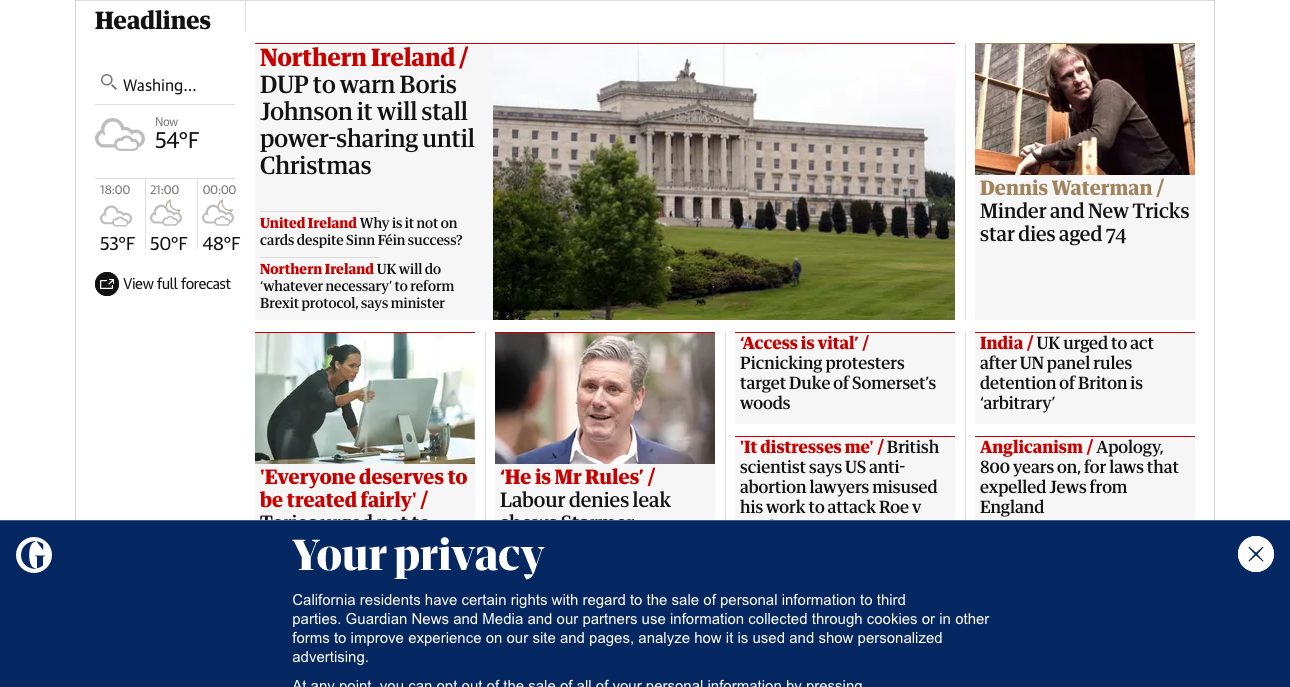 Headlines
Washing...
Now
54°F
18:00
21:00
00:00
53°F
50°F
48°F
View full forecast
Northern Ireland /
DUP to warn Boris
Johnson it will stall
power-sharing until
Christmas
United Ireland Why is it not on
cards despite Sinn Féin success?
Northern Ireland UK will do
‘whatever necessary’ to reform
Brexit protocol, says minister
Dennis Waterman /
Minder and New Tricks
star dies aged 74
'Everyone deserves to
be treated fairly' /
Tories urged not to
‘He is Mr Rules’ /
Labour denies leak
shows Starmer
‘Access is vital’ /
Picnicking protesters
target Duke of Somerset’s
woods
'It distresses me' / British
scientist says US anti-
abortion lawyers misused
his work to attack Roe v
India / UK urged to act
after UN panel rules
detention of Briton is
‘arbitrary’
Anglicanism / Apology,
800 years on, for laws that
expelled Jews from
England
Your privacy
California residents have certain rights with regard to the sale of personal information to third
parties. Guardian News and Media and our partners use information collected through cookies or in other
forms to improve experience on our site and pages, analyze how it is used and show personalized
advertising.
At any point, you can opt out of the sale of all of your personal information by pressing